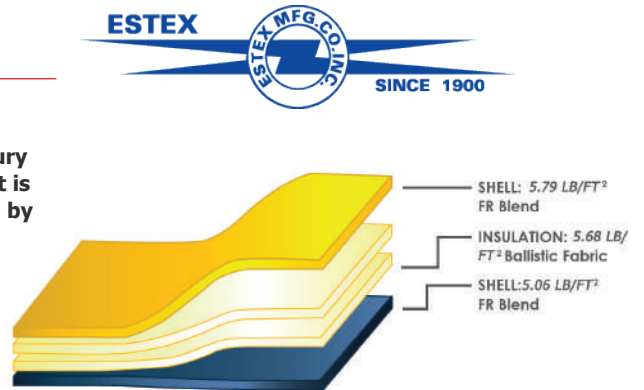 ESTEX
ESTEX MFG.CO.INC.
SINCE 1900
ury
t is
by
SHELL: 5.79 LB/FT²
FR Blend
INSULATION: 5.68 LB/
FT² Ballistic Fabric
SHELL:5.06 LB/FT²
FR Blend